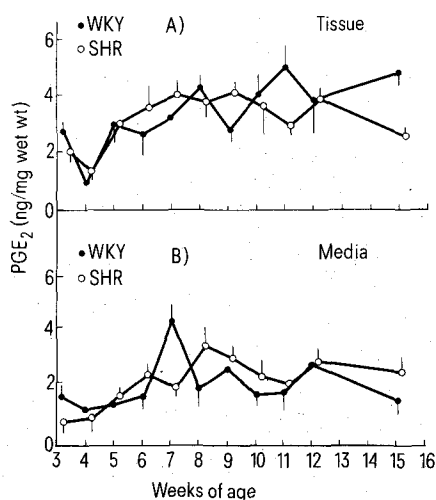 WKY A) Tissue
SHR
6
4
2
0
PGE2 (ng/mg wet wt)
WKY B) Media
SHR
6
4
2
0
3 4 5 6 7 8 9 10 11 12 13 14 15 16
Weeks of age